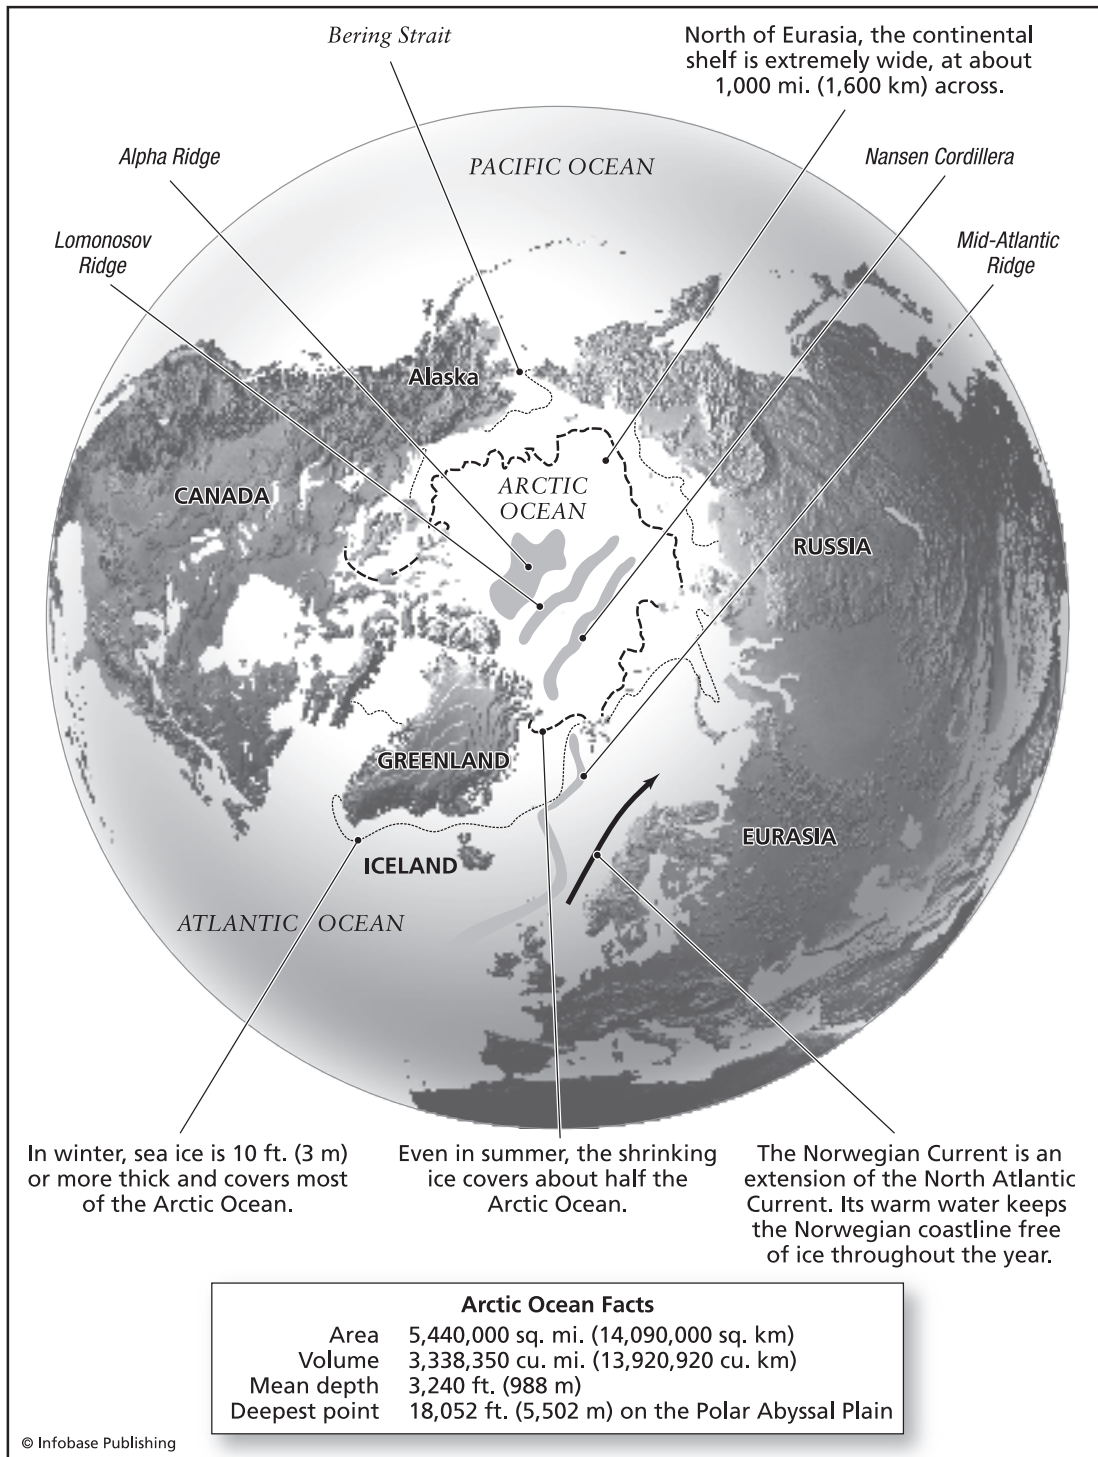 Bering Strait
North of Eurasia, the continental
shelf is extremely wide, at about
1,000 mi. (1,600 km) across.
Alpha Ridge
PACIFIC OCEAN
Nansen Cordillera
Lomonosov
Ridge
Mid-Atlantic
Ridge
Alaska
CANADA
ARCTIC
OCEAN
RUSSIA
GREENLAND
EURASIA
ICELAND
ATLANTIC OCEAN
In winter, sea ice is 10 ft. (3 m)
or more thick and covers most
of the Arctic Ocean.
Even in summer, the shrinking
ice covers about half the
Arctic Ocean.
The Norwegian Current is an
extension of the North Atlantic
Current. Its warm water keeps
the Norwegian coastline free
of ice throughout the year.
Arctic Ocean Facts
Area 5,440,000 sq. mi. (14,090,000 sq. km)
Volume 3,338,350 cu. mi. (13,920,920 cu. km)
Mean depth 3,240 ft. (988 m)
Deepest point 18,052 ft. (5,502 m) on the Polar Abyssal Plain
© Infobase Publishing